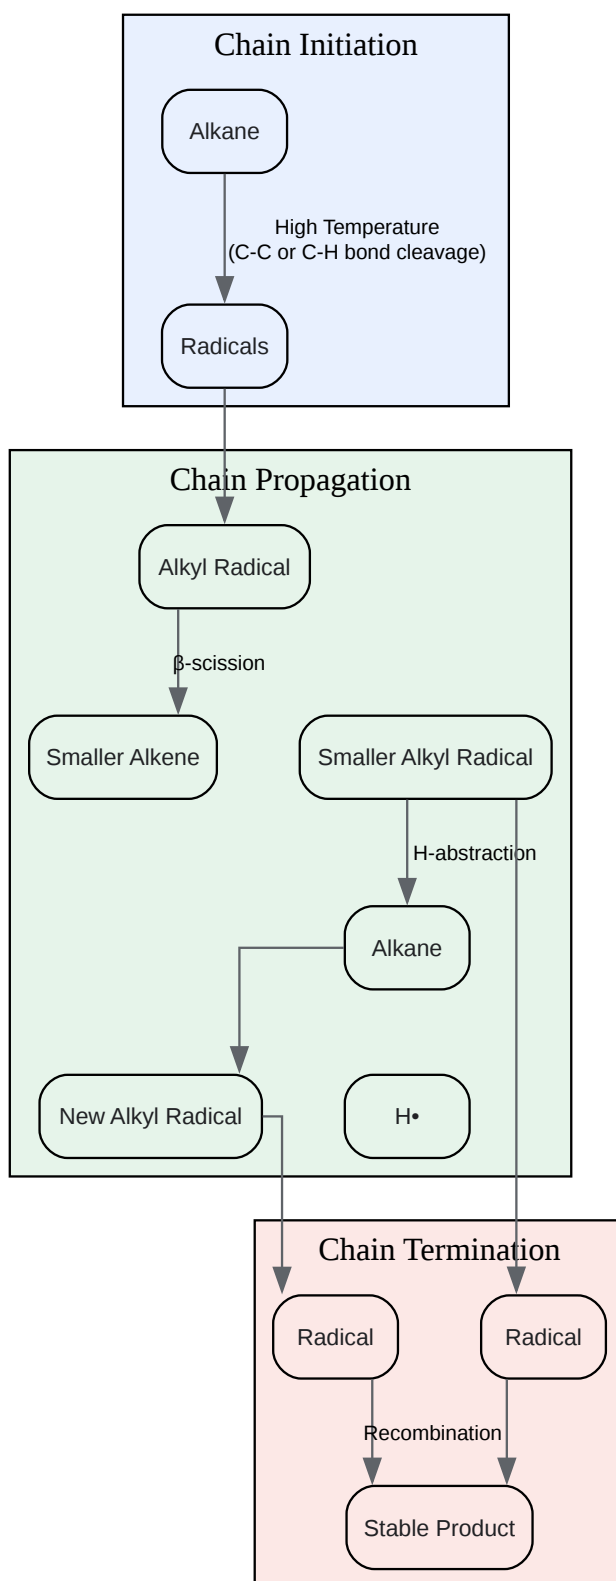 Chain Initiation
Alkane
High Temperature
(C-C or C-H bond cleavage)
Radicals
Chain Propagation
Alkyl Radical
β-scission
Smaller Alkene
Smaller Alkyl Radical
H-abstraction
Alkane
New Alkyl Radical
H•
Chain Termination
Radical
Radical
Recombination
Stable Product